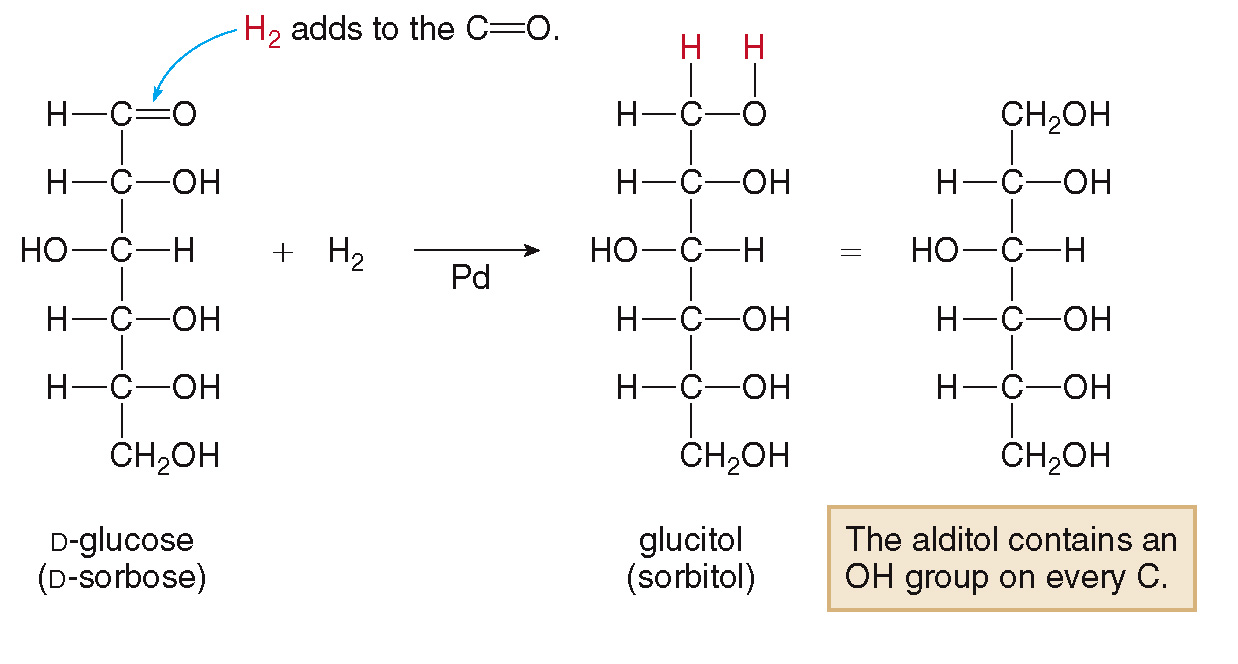 H₂ adds to the C=O.
H H
H—C=O H—C—O CH₂OH
H—C—OH H—C—OH H—C—OH
HO—C—H + H₂ Pd HO—C—H = HO—C—H
H—C—OH H—C—OH H—C—OH
H—C—OH H—C—OH H—C—OH
CH₂OH CH₂OH CH₂OH
D-glucose glucitol The alditol contains an
(D-sorbose) (sorbitol) OH group on every C.